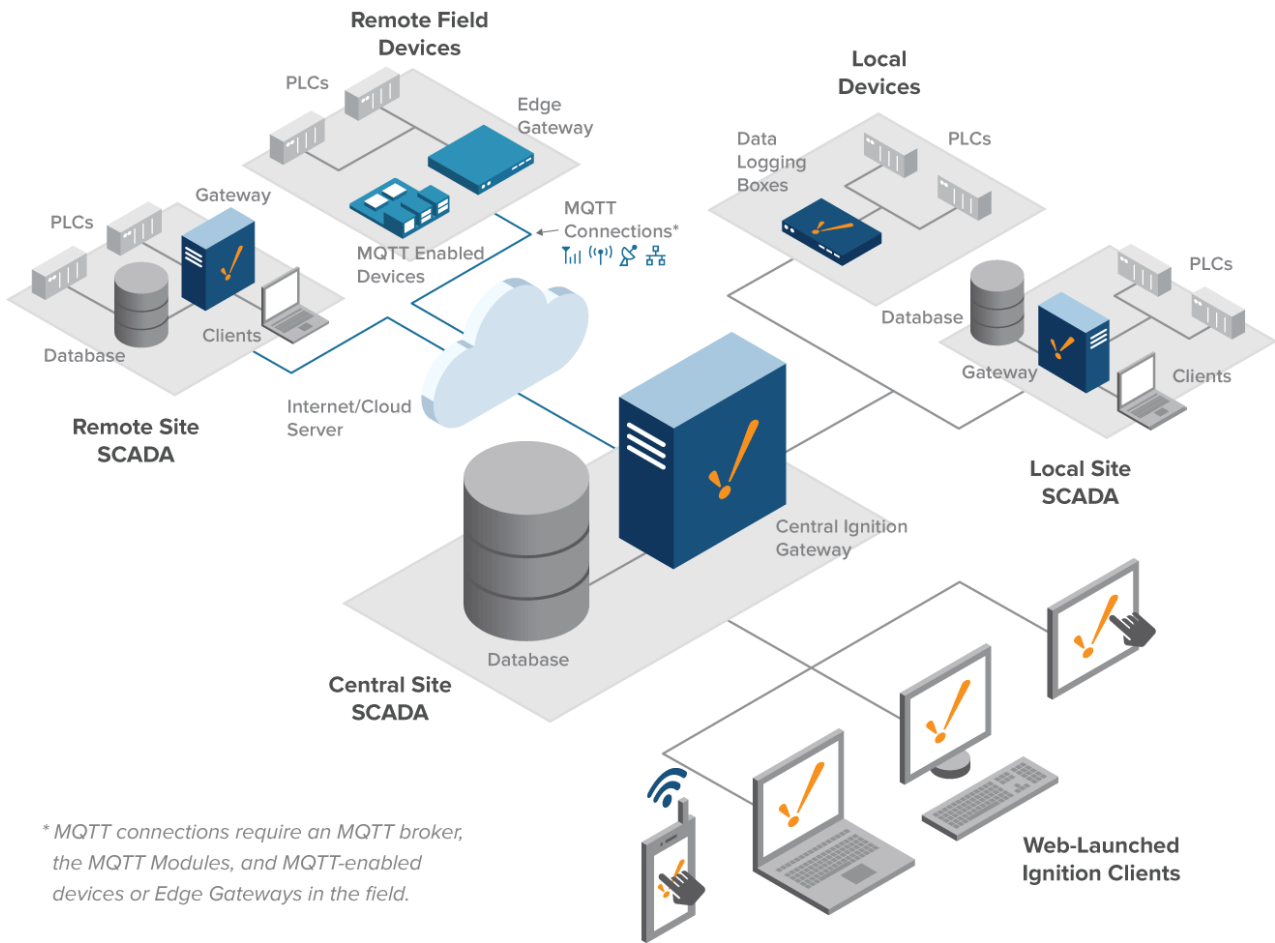 Remote Field
Devices
PLCs
Edge
Gateway
MQTT Enabled
Devices
MQTT
Connections*
Local
Devices
Data
Logging
Boxes
PLCs
Gateway
PLCs
Database
Clients
Remote Site
SCADA
Internet/Cloud
Server
PLCs
Database
Gateway
Clients
Local Site
SCADA
Central Ignition
Gateway
Database
Central Site
SCADA
Web-Launched
Ignition Clients
* MQTT connections require an MQTT broker,
the MQTT Modules, and MQTT-enabled
devices or Edge Gateways in the field.